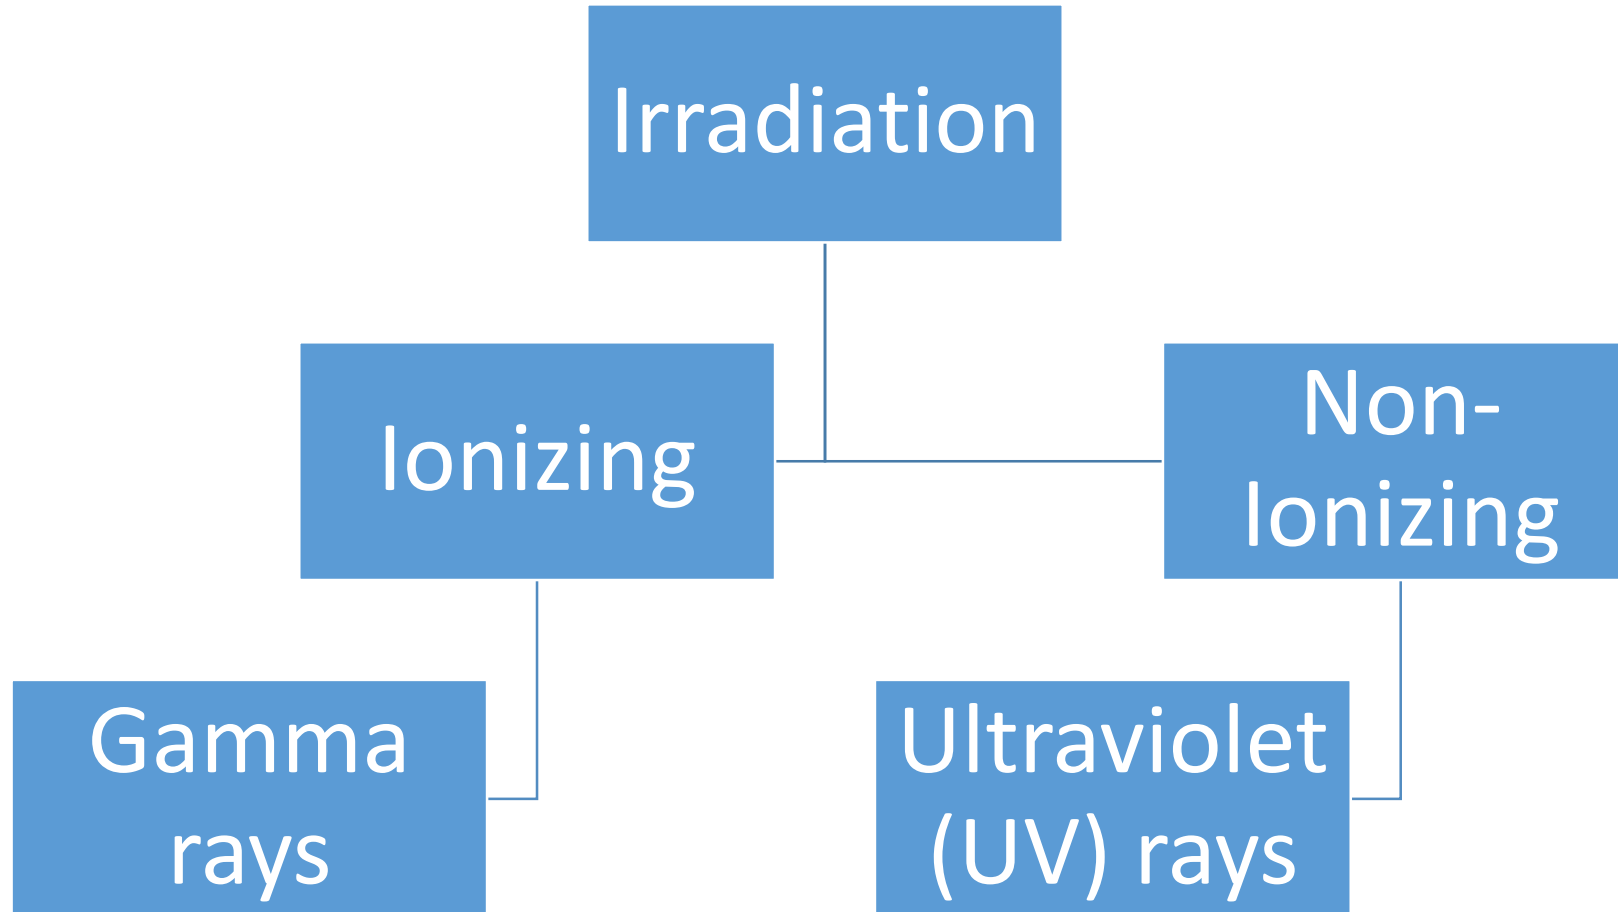 Irradiation
Ionizing
Non-
Ionizing
Gamma
rays
Ultraviolet
(UV) rays